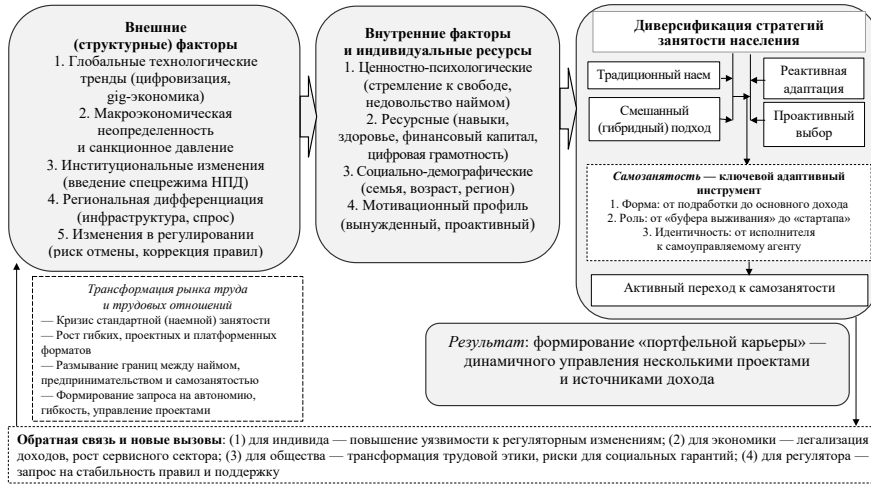 Внешние
(структурные) факторы
1. Глобальные технологические
тренды (цифровизация,
gig-экономика)
2. Макроэкономическая
неопределенность
и санкционное давление
3. Институциональные изменения
(введение спецрежима НПД)
4. Региональная дифференциация
(инфраструктура, спрос)
5. Изменения в регулировании
(риск отмены, коррекция правил)
Трансформация рынка труда
и трудовых отношений
— Кризис стандартной (наемной) занятости
— Рост гибких, проектных и платформенных
форматов
— Размывание границ между наймом,
предпринимательством и самозанятостью
— Формирование запроса на автономию,
гибкость, управление проектами
Внутренние факторы
и индивидуальные ресурсы
1. Ценностно-психологические
(стремление к свободе,
недовольство наймом)
2. Ресурсные (навыки,
здоровье, финансовый капитал,
цифровая грамотность)
3. Социально-демографические
(семья, возраст, регион)
4. Мотивационный профиль
(вынужденный, проактивный)
Диверсификация стратегий
занятости населения
Традиционный наем
Реактивная
адаптация
Смешанный
(гибридный) подход
Проактивный
выбор
Самозанятость — ключевой адаптивный
инструмент
1. Форма: от подработки до основного дохода
2. Роль: от «буфера выживания» до «стартапа»
3. Идентичность: от исполнителя
к самоуправляемому агенту
Активный переход к самозанятости
Результат: формирование «портфельной карьеры» —
динамичного управления несколькими проектами
и источниками дохода
Обратная связь и новые вызовы: (1) для индивида — повышение уязвимости к регуляторным изменениям; (2) для экономики — легализация
доходов, рост сервисного сектора; (3) для общества — трансформация трудовой этики, риски для социальных гарантий; (4) для регулятора —
запрос на стабильность правил и поддержку